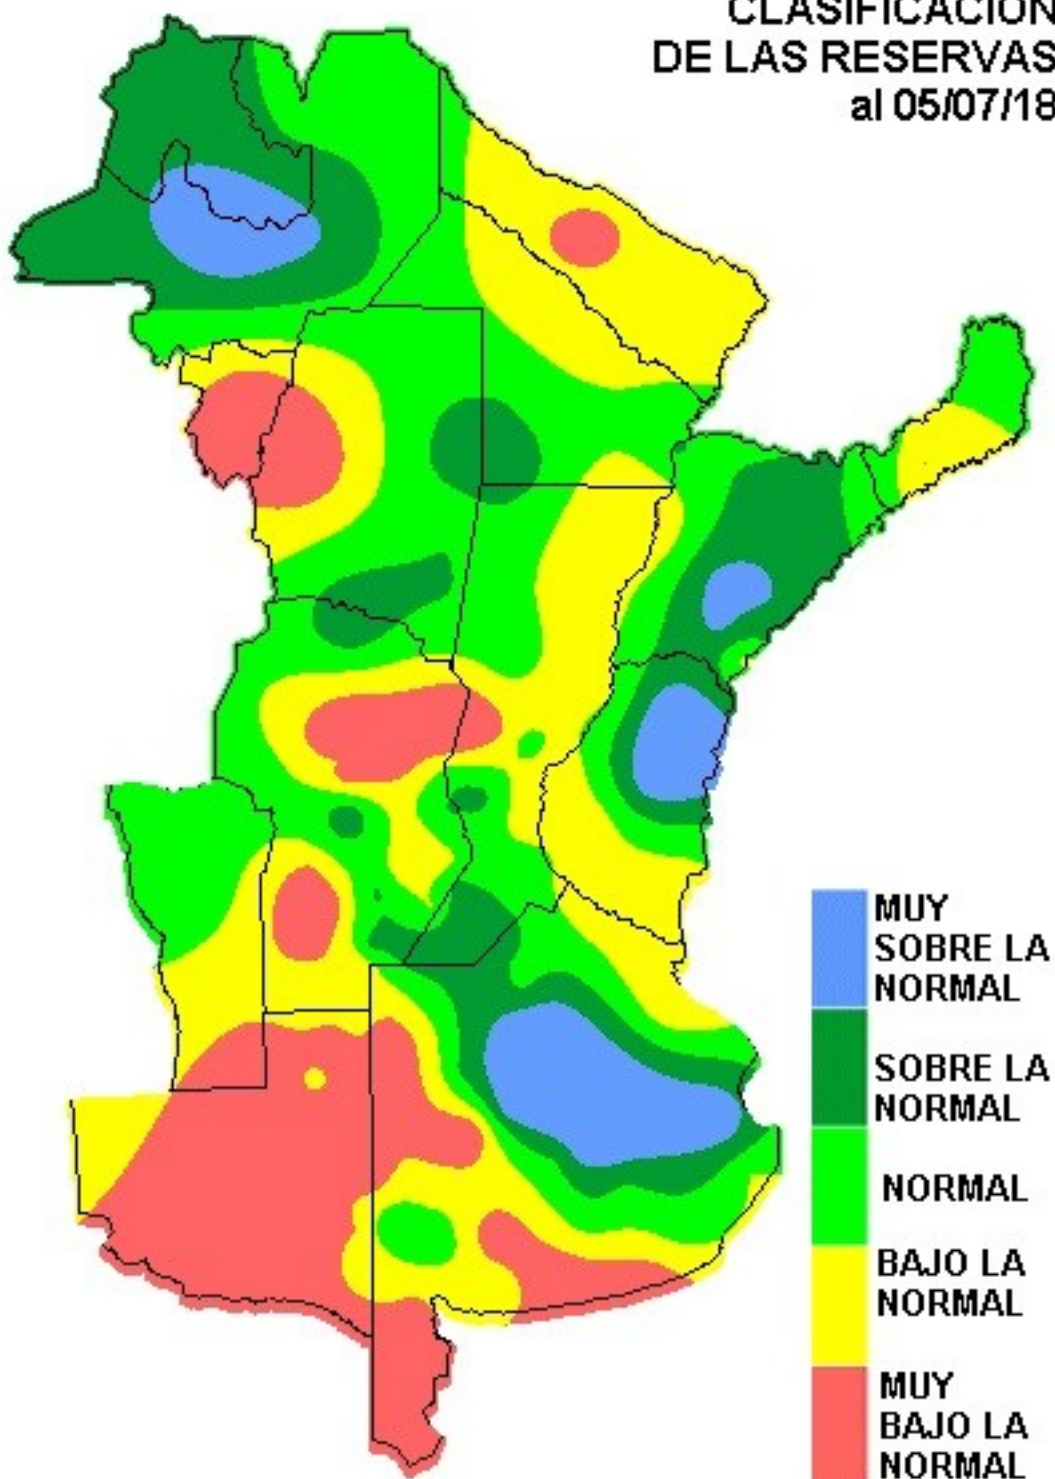 CLASIFICACION
DE LAS RESERVAS
al 05/07/18
MUY
SOBRE LA
NORMAL
SOBRE LA
NORMAL
NORMAL
BAJO LA
NORMAL
MUY
BAJO LA
NORMAL